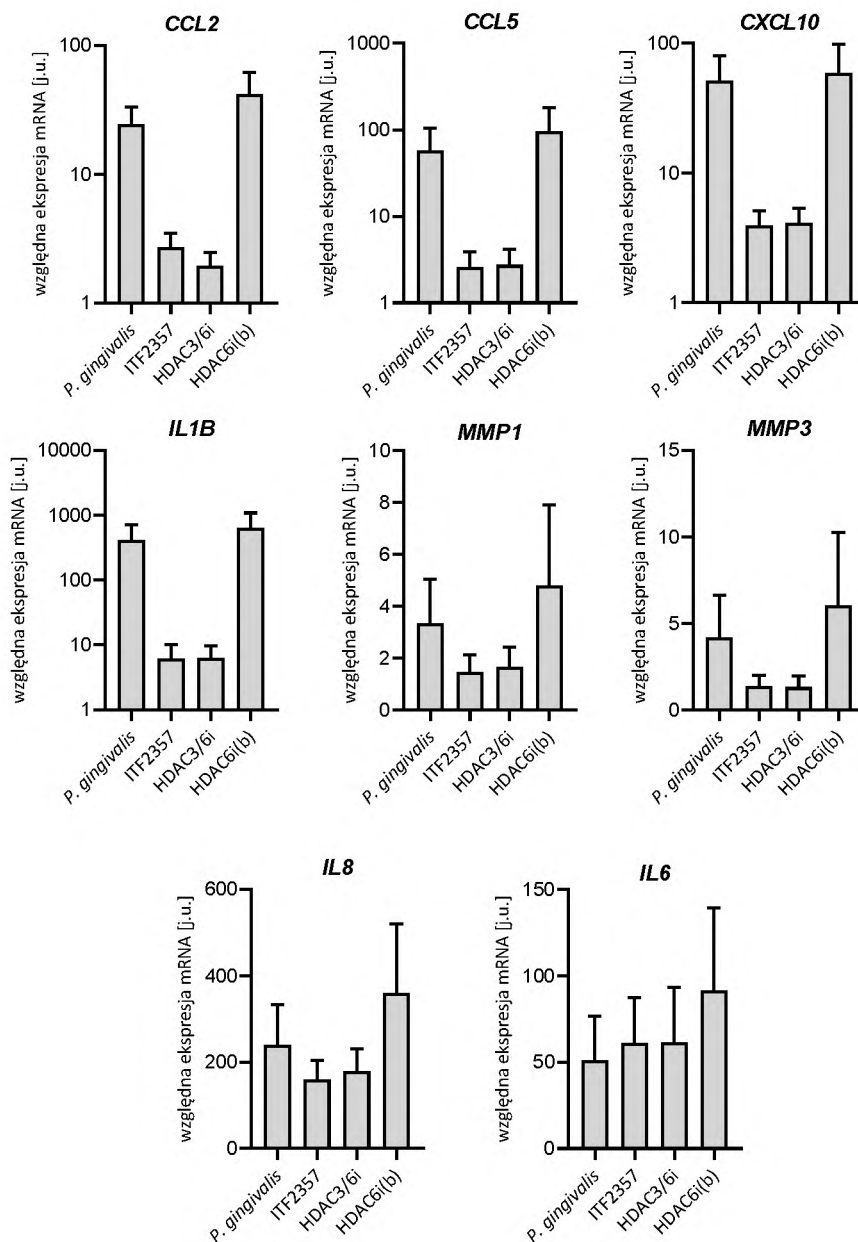 CCL2
względna ekspresja mRNA [j.u.]
100
10
1
P. gingivalis
ITF2357
HDAC3/6i
HDAC6i(b)
CCL5
względna ekspresja mRNA [j.u.]
1000
100
10
1
P. gingivalis
ITF2357
HDAC3/6i
HDAC6i(b)
CXCL10
względna ekspresja mRNA [j.u.]
100
10
1
P. gingivalis
ITF2357
HDAC3/6i
HDAC6i(b)
IL1B
względna ekspresja mRNA [j.u.]
10000
1000
100
10
1
P. gingivalis
ITF2357
HDAC3/6i
HDAC6i(b)
MMP1
względna ekspresja mRNA [j.u.]
10
8
6
4
2
0
P. gingivalis
ITF2357
HDAC3/6i
HDAC6i(b)
MMP3
względna ekspresja mRNA [j.u.]
15
10
5
0
P. gingivalis
ITF2357
HDAC3/6i
HDAC6i(b)
IL8
względna ekspresja mRNA [j.u.]
600
400
200
0
P. gingivalis
ITF2357
HDAC3/6i
HDAC6i(b)
IL6
względna ekspresja mRNA [j.u.]
150
100
50
0
P. gingivalis
ITF2357
HDAC3/6i
HDAC6i(b)